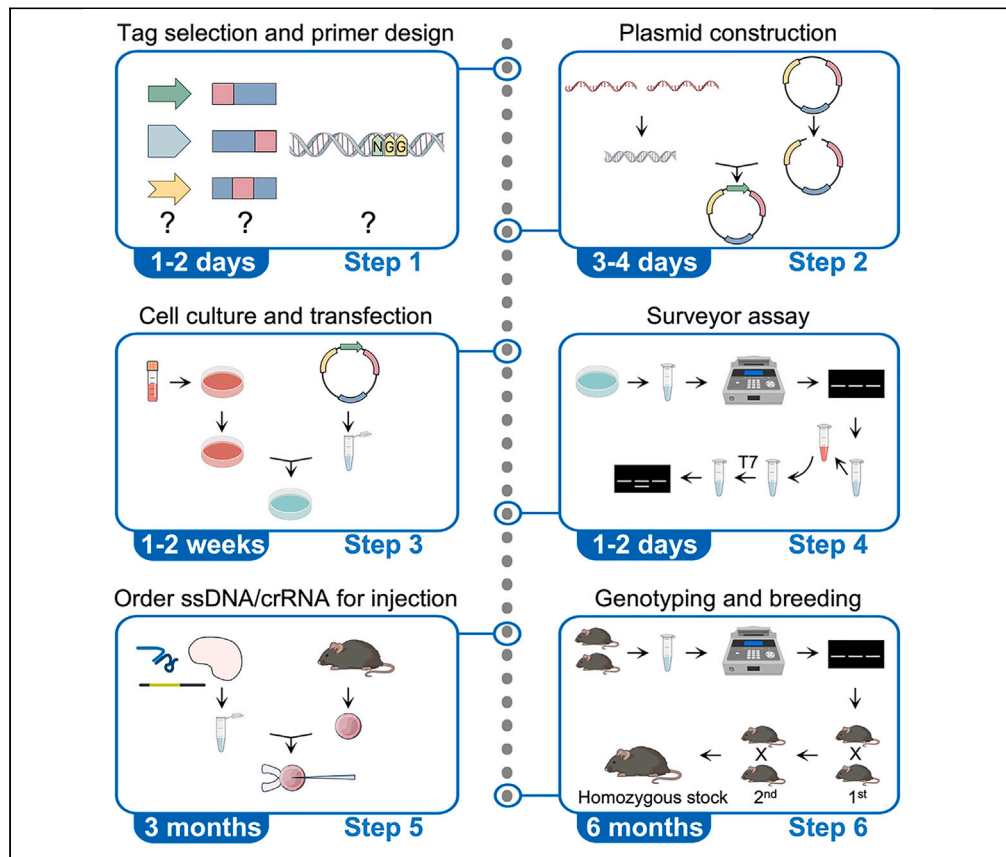 Tag selection and primer design
NGG
? ? ?
1-2 days Step 1
Plasmid construction
3-4 days Step 2
Cell culture and transfection
1-2 weeks Step 3
Surveyor assay
T7
1-2 days Step 4
Order ssDNA/crRNA for injection
3 months Step 5
Genotyping and breeding
X X
Homozygous stock 2nd 1st
6 months Step 6